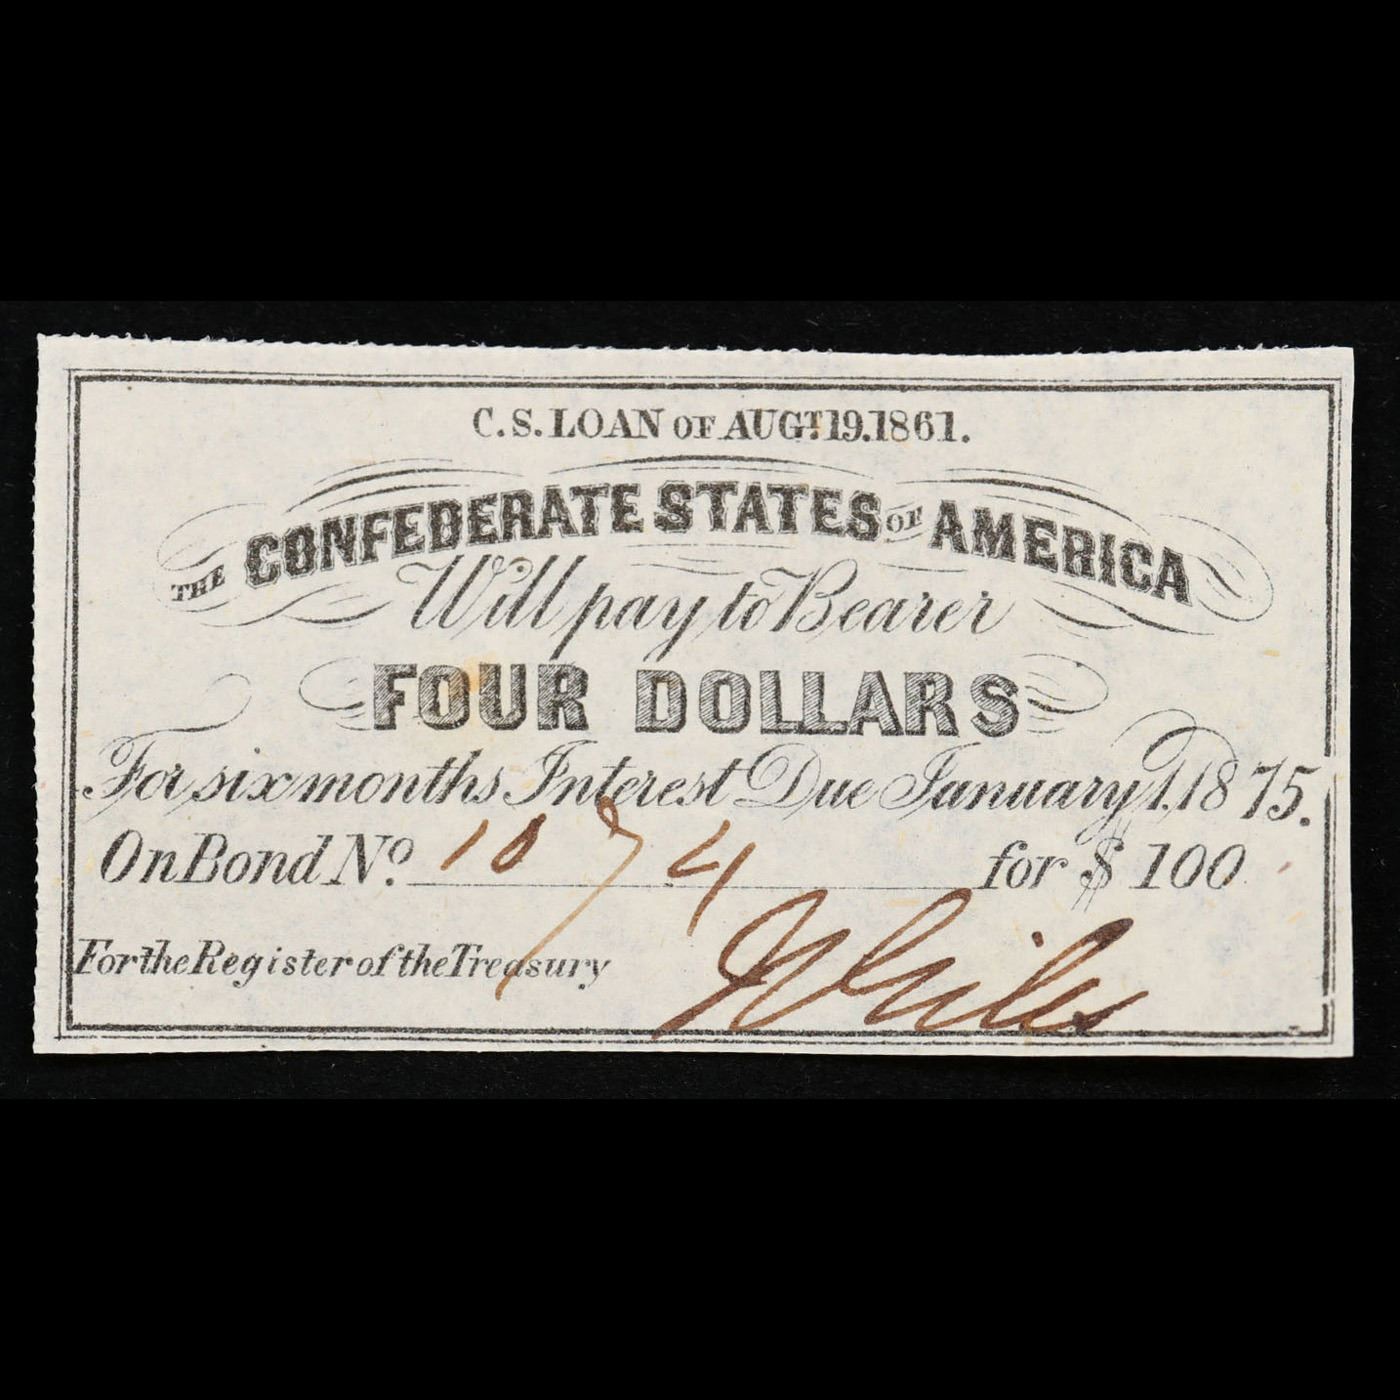 C. S. LOAN OF AUGT. 19. 1861.
THE CONFEDERATE STATES OF AMERICA
Will pay to Bearer
FOUR DOLLARS
For six months Interest Due January 1. 1875.
On Bond No. 1074 for $ 100
For the Register of the Treasury